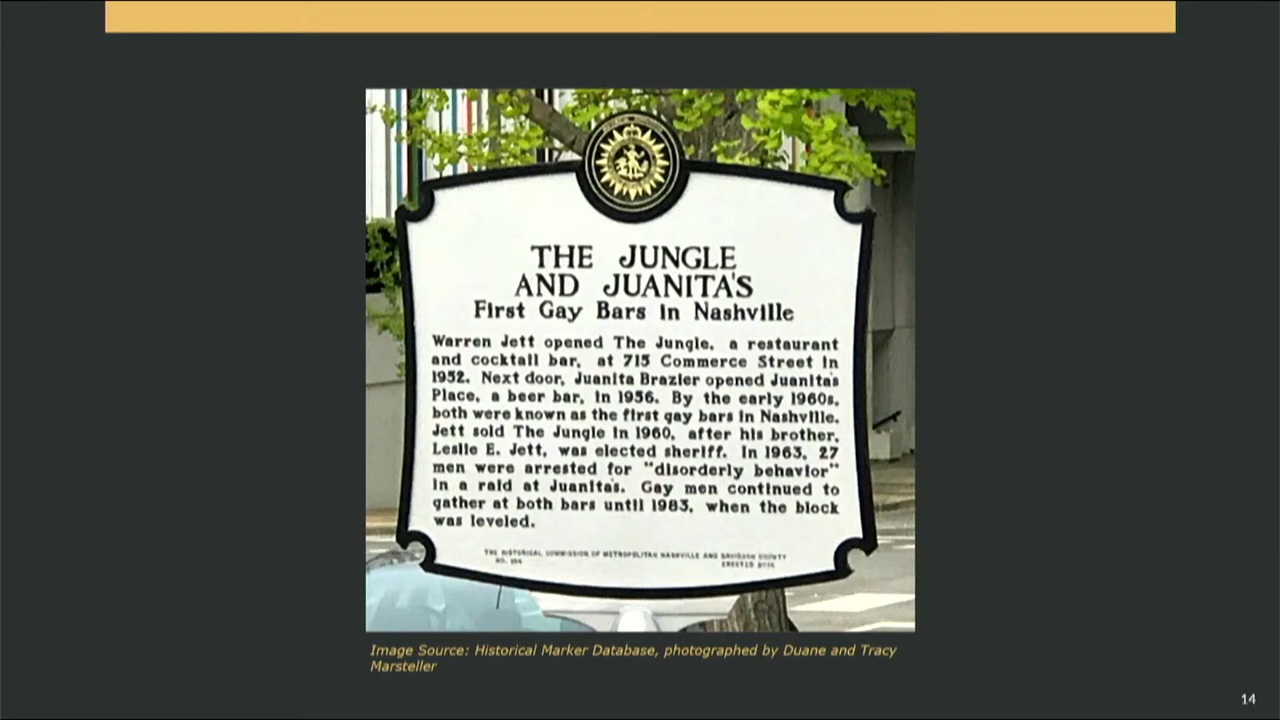 THE JUNGLE
AND JUANITA'S
First Gay Bars in Nashville
Warren Jett opened The Jungle, a restaurant
and cocktail bar, at 715 Commerce Street in
1952. Next door, Juanita Brazier opened Juanita's
Place, a beer bar, in 1956. By the early 1960s,
both were known as the first gay bars in Nashville.
Jett sold The Jungle in 1960, after his brother,
Leslie E. Jett, was elected sheriff. In 1963, 27
men were arrested for "disorderly behavior"
in a raid at Juanita's. Gay men continued to
gather at both bars until 1983, when the block
was leveled.
THE HISTORICAL COMMISSION OF METROPOLITAN NASHVILLE AND DAVIDSON COUNTY
NO. ERECTED
Image Source: Historical Marker Database, photographed by Duane and Tracy
Marsteller
14